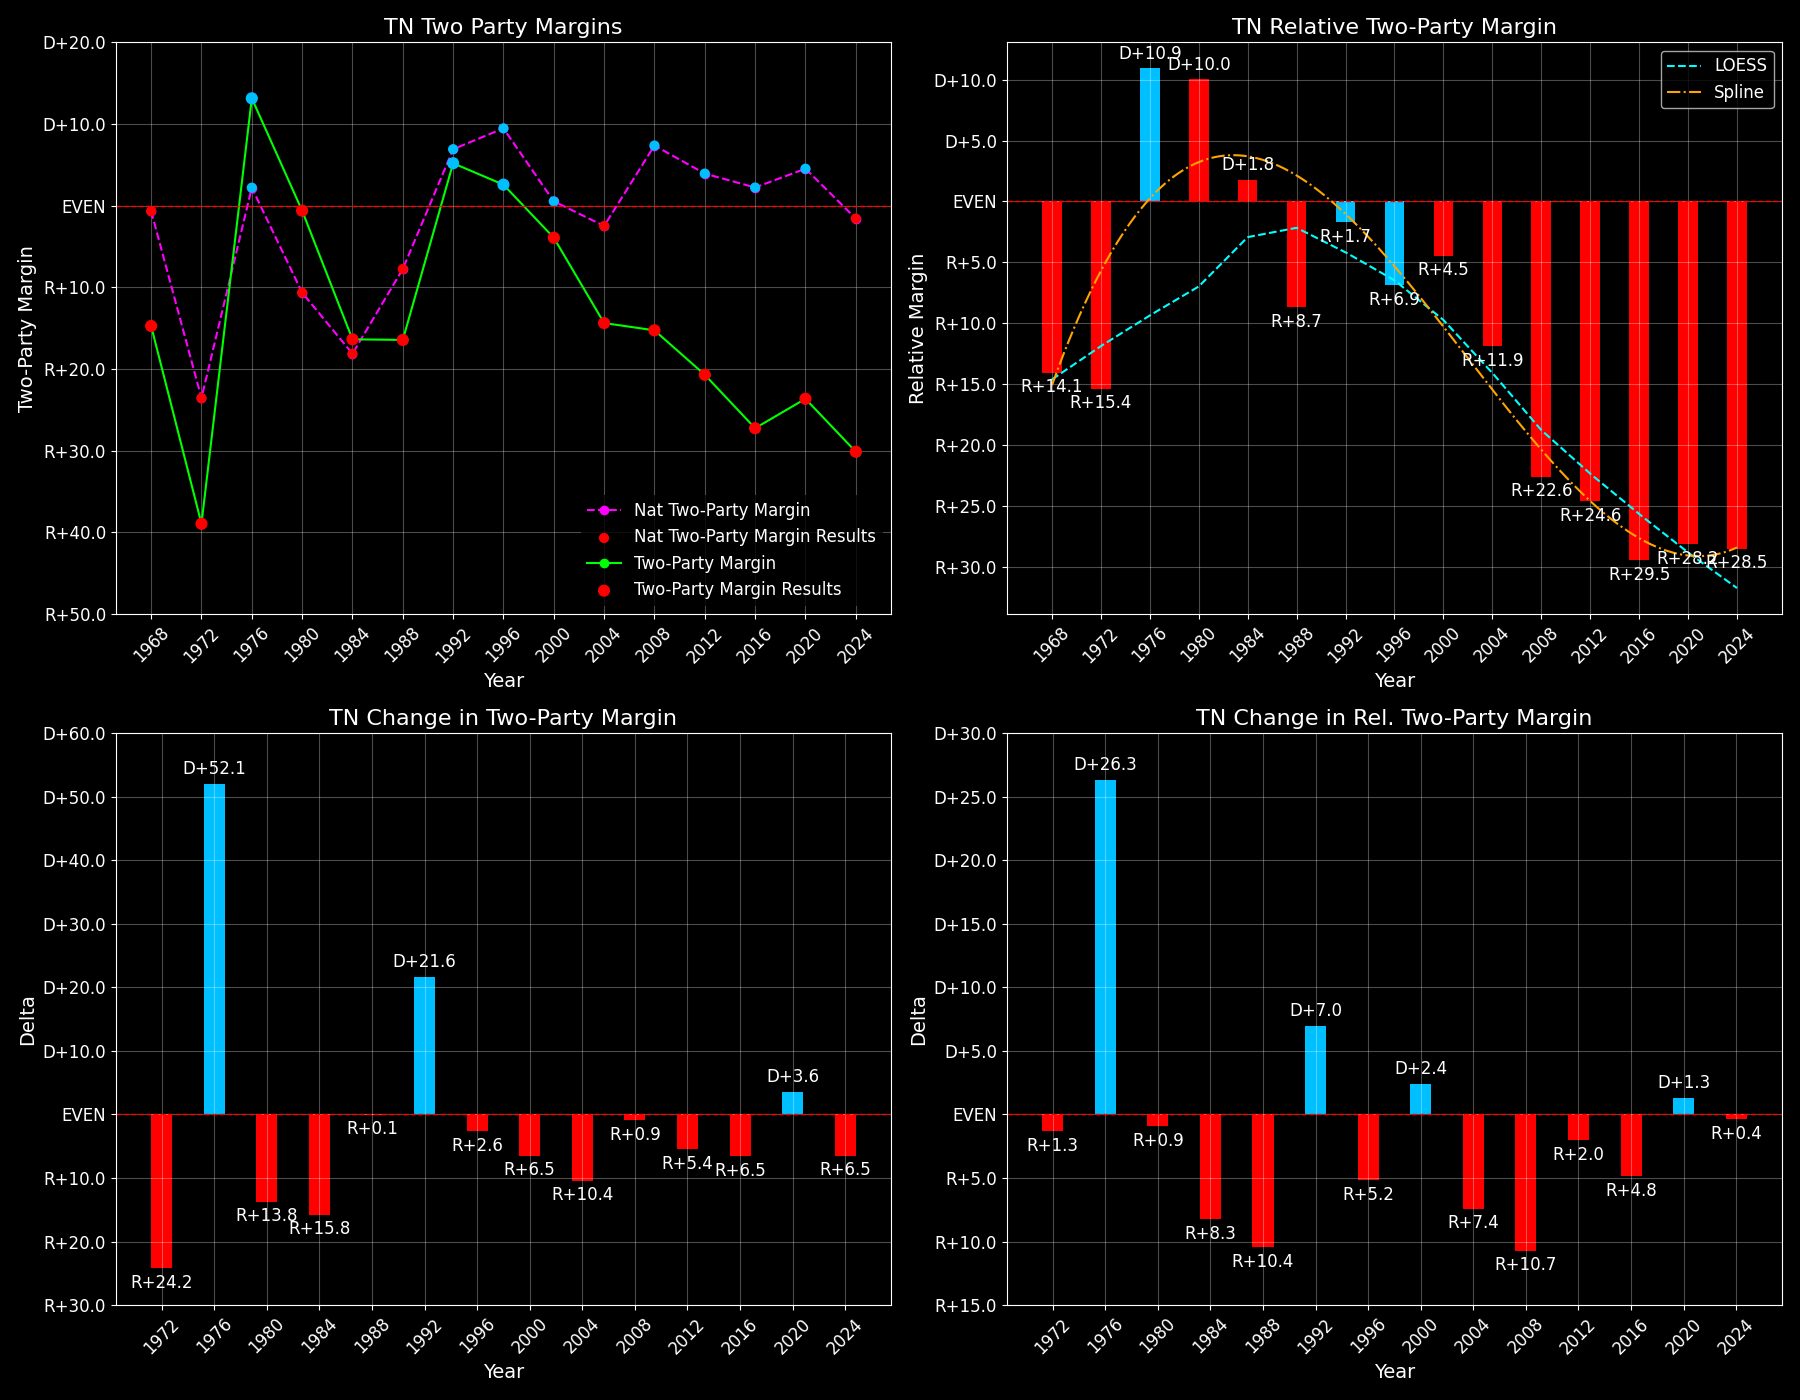 TN Two Party Margins
D+20.0
D+10.0
EVEN
R+10.0
R+20.0
R+30.0
R+40.0
R+50.0
Two-Party Margin
Nat Two-Party Margin
Nat Two-Party Margin Results
Two-Party Margin
Two-Party Margin Results
1968
1972
1976
1980
1984
1988
1992
1996
2000
2004
2008
2012
2016
2020
2024
Year
TN Relative Two-Party Margin
D+10.0
D+5.0
EVEN
R+5.0
R+10.0
R+15.0
R+20.0
R+25.0
R+30.0
Relative Margin
LOESS
Spline
R+14.1
R+15.4
D+10.9
D+10.0
D+1.8
R+8.7
R+1.7
R+6.9
R+4.5
R+11.9
R+22.6
R+24.6
R+29.5
R+28.2
R+28.5
1968
1972
1976
1980
1984
1988
1992
1996
2000
2004
2008
2012
2016
2020
2024
Year
TN Change in Two-Party Margin
D+60.0
D+50.0
D+40.0
D+30.0
D+20.0
D+10.0
EVEN
R+10.0
R+20.0
R+30.0
Delta
R+24.2
D+52.1
R+13.8
R+15.8
R+0.1
D+21.6
R+2.6
R+6.5
R+10.4
R+0.9
R+5.4
R+6.5
D+3.6
R+6.5
1972
1976
1980
1984
1988
1992
1996
2000
2004
2008
2012
2016
2020
2024
Year
TN Change in Rel. Two-Party Margin
D+30.0
D+25.0
D+20.0
D+15.0
D+10.0
D+5.0
EVEN
R+5.0
R+10.0
R+15.0
Delta
R+1.3
D+26.3
R+0.9
R+8.3
R+10.4
D+7.0
R+5.2
D+2.4
R+7.4
R+10.7
R+2.0
R+4.8
D+1.3
R+0.4
1972
1976
1980
1984
1988
1992
1996
2000
2004
2008
2012
2016
2020
2024
Year